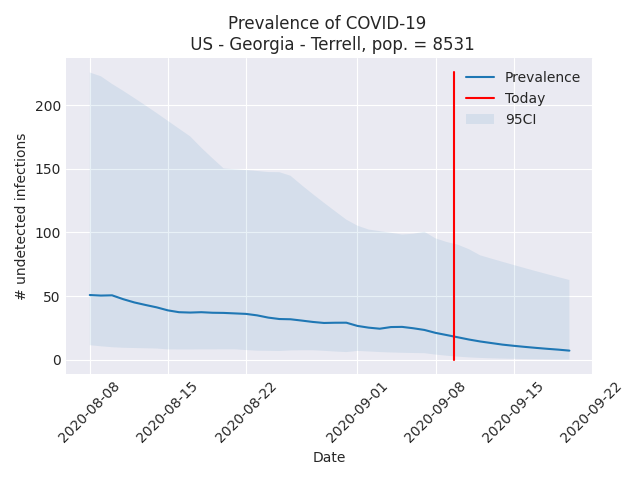 Prevalence of COVID-19
US - Georgia - Terrell, pop. = 8531
Prevalence
Today
95CI
200
150
100
50
0
# undetected infections
2020-08-08
2020-08-15
2020-08-22
2020-09-01
2020-09-08
2020-09-15
2020-09-22
Date